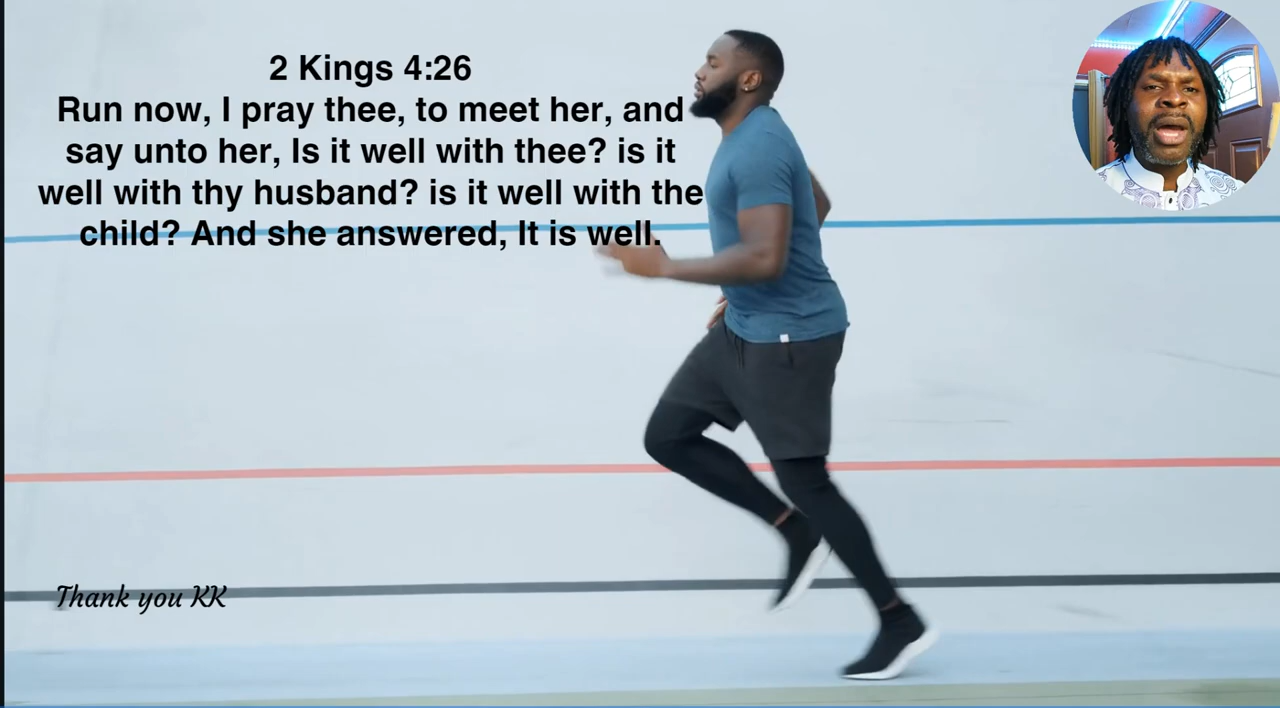 2 Kings 4:26
Run now, I pray thee, to meet her, and
say unto her, Is it well with thee? is it
well with thy husband? is it well with the
child? And she answered, It is well.
Thank you KK